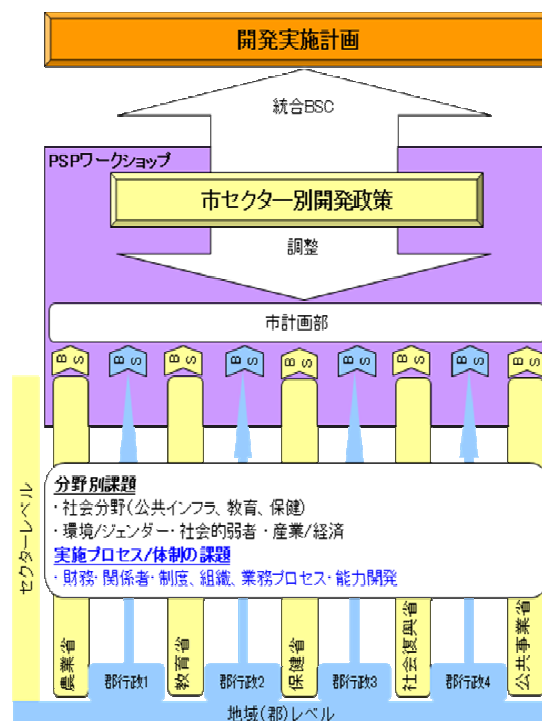 開発実施計画
統合BSC
PSPワークショップ
市セクター別開発政策
調整
市計画部
BS BS BS BS BS BS BS BS BS
セクターレベル
分野別課題
・社会分野(公共インフラ、教育、保健)
・環境/ジェンダー・社会的弱者・産業/経済
実施プロセス/体制の課題
・財務・関係者・制度、組織、業務プロセス・能力開発
農業省
郡行政1
教育省
郡行政2
保健省
郡行政3
社会復興省
郡行政4
公共事業省
地域(郡)レベル